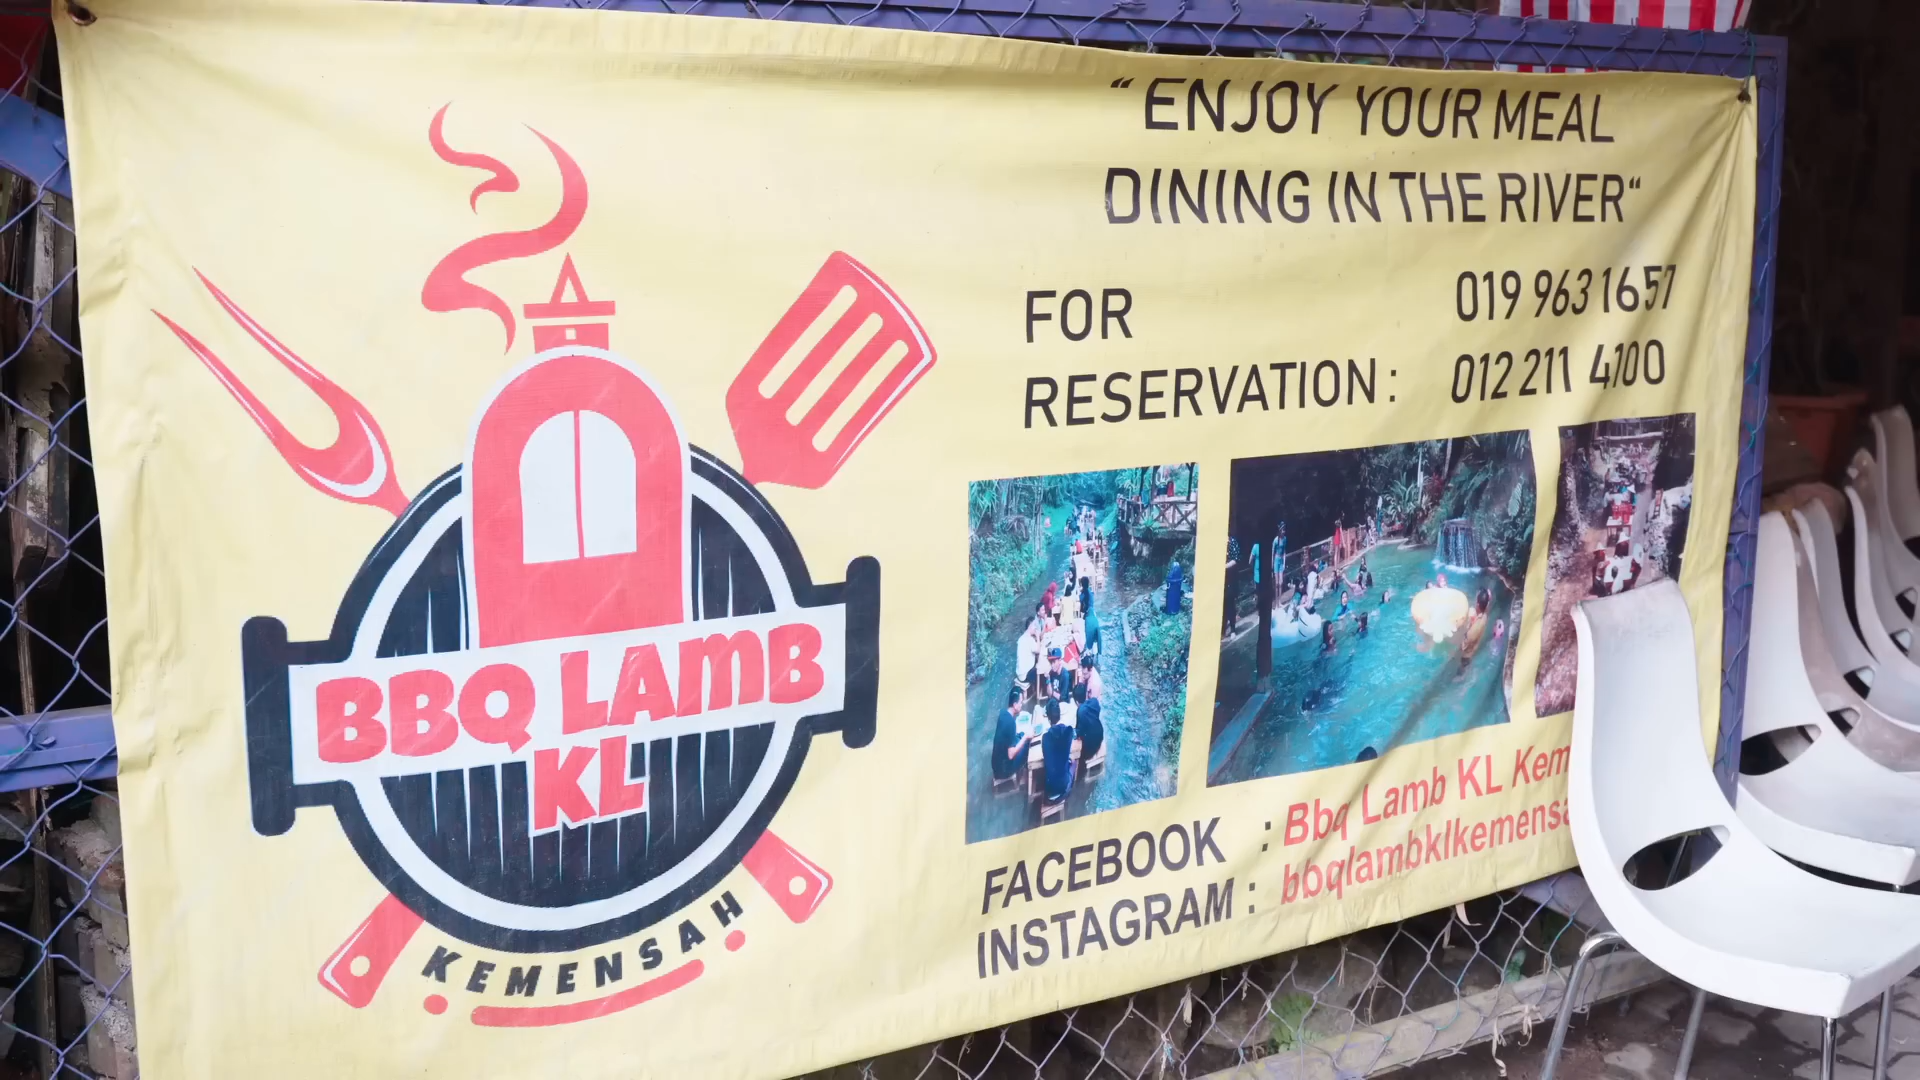 BBQ LAMB
KL
KEMENSAH
“ ENJOY YOUR MEAL
DINING IN THE RIVER“
FOR
RESERVATION :
019 963 1657
012 211 4100
FACEBOOK : Bbq Lamb KL Kem
INSTAGRAM : bbqlambklkemensa